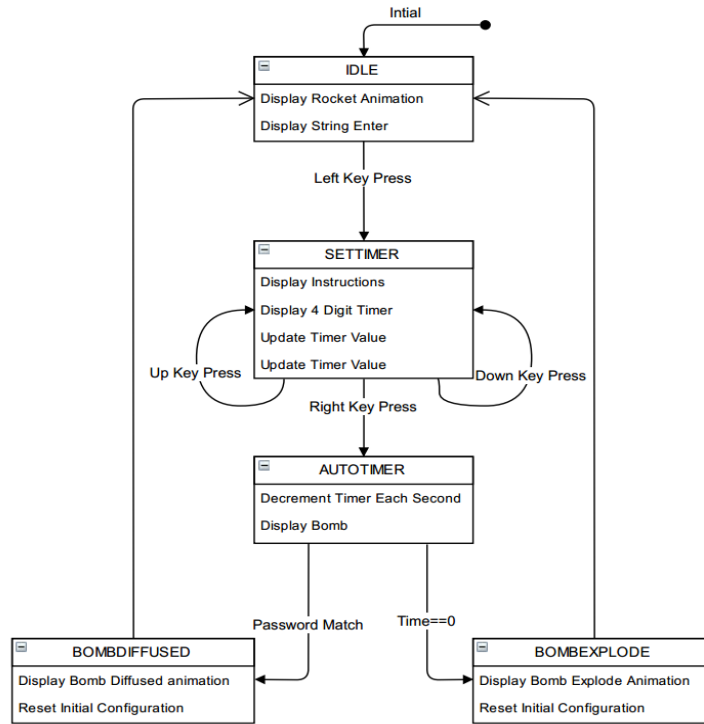 Intial
IDLE
Display Rocket Animation
Display String Enter
Left Key Press
SETTIMER
Display Instructions
Display 4 Digit Timer
Update Timer Value
Update Timer Value
Up Key Press
Down Key Press
Right Key Press
AUTOTIMER
Decrement Timer Each Second
Display Bomb
Password Match
Time==0
BOMBDIFFUSED
Display Bomb Diffused animation
Reset Initial Configuration
BOMBEXPLODE
Display Bomb Explode Animation
Reset Initial Configuration